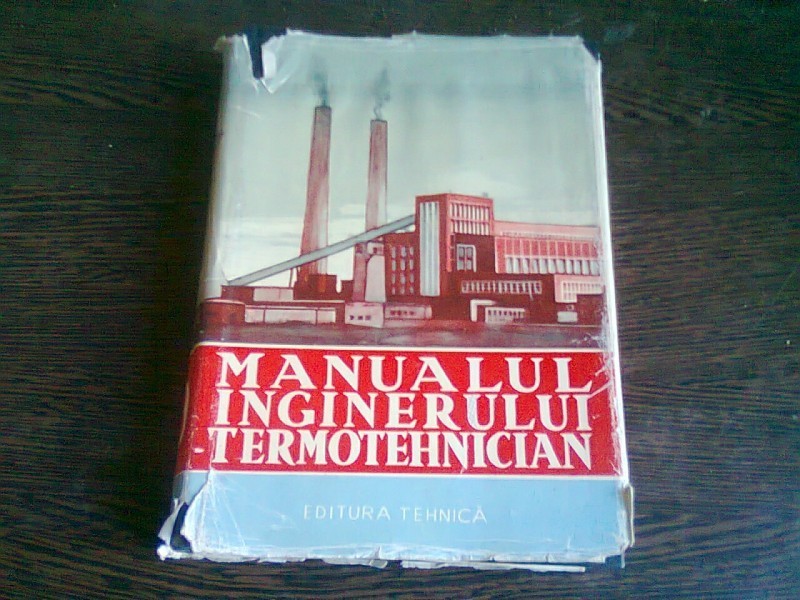 MANUALUL
INGINERULUI
TERMOTEHNICIAN
EDITURA TEHNICĂ